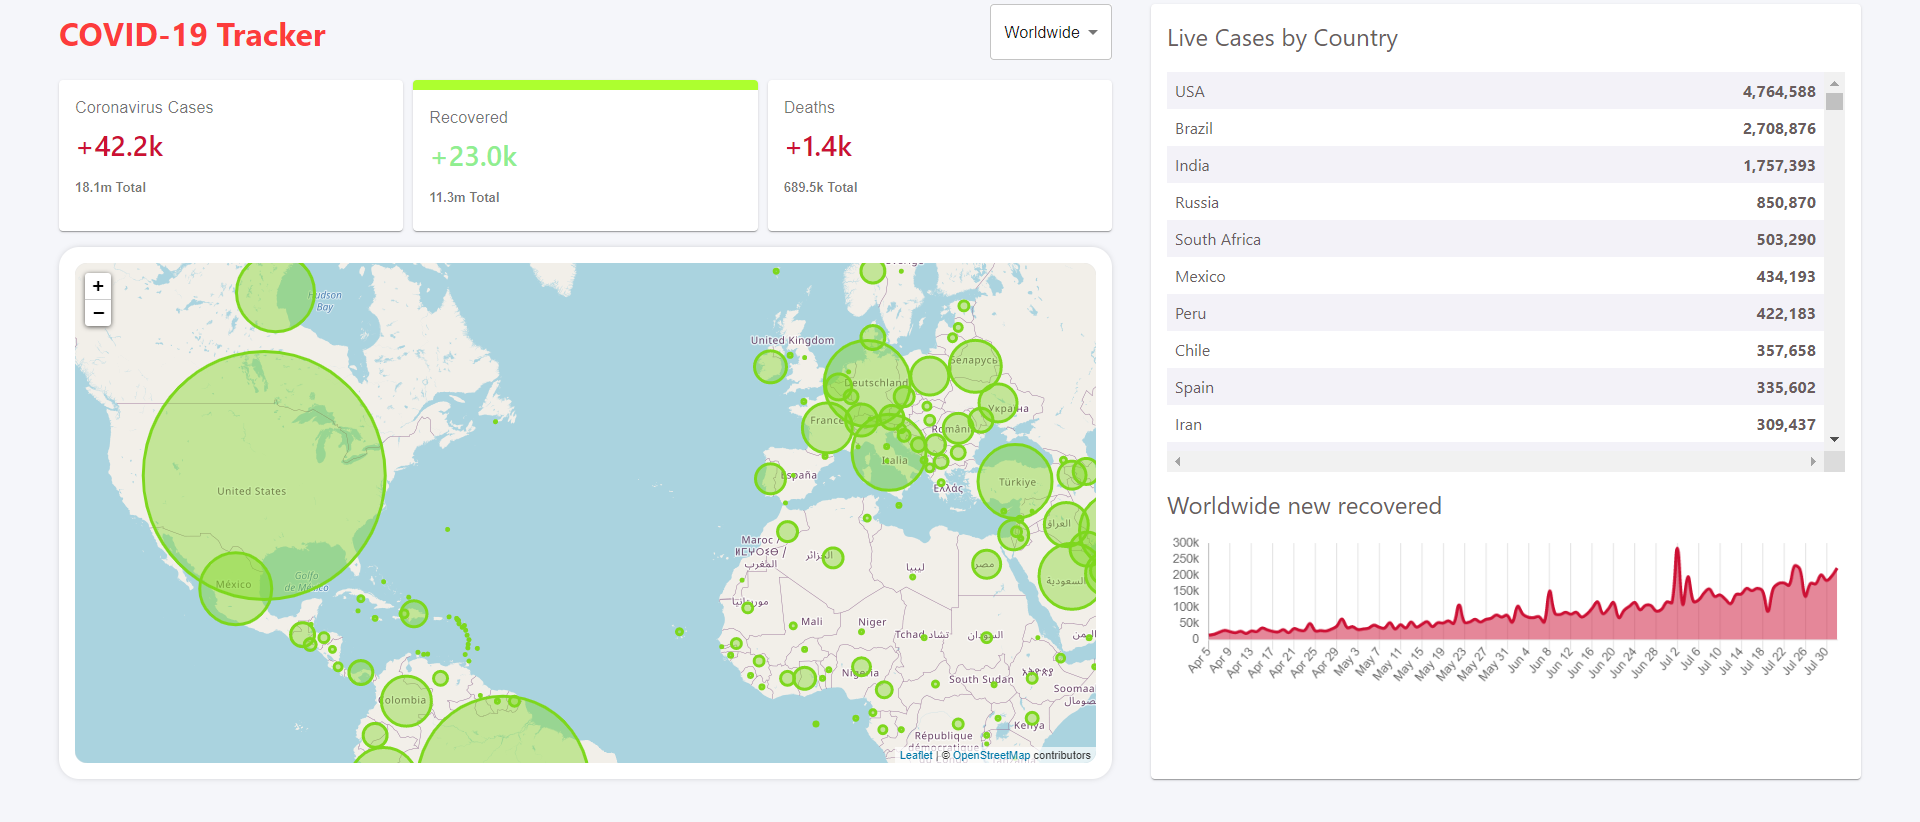 COVID-19 Tracker
Worldwide
Coronavirus Cases
+42.2k
18.1m Total
Recovered
+23.0k
11.3m Total
Deaths
+1.4k
689.5k Total
+
−
Hudson
Bay
United Kingdom
Беларусь
Deutschland
Україна
France
România
Italia
España
Türkiye
Ελλάς
United States
العراق
Maroc /
ⵍⵎⵖⵔⵉⴱ /
المغرب
الجزائر
ليبيا
مصر
السعودية
México
Golfo
de México
موريتانيا
Mali
Niger
Tchad تشاد
السودان
اليمن
Nigeria
South Sudan
Soomaa
الصومال
Colombia
Kenya
République
démocratique
Leaflet | © OpenStreetMap contributors
Live Cases by Country
USA 4,764,588
Brazil 2,708,876
India 1,757,393
Russia 850,870
South Africa 503,290
Mexico 434,193
Peru 422,183
Chile 357,658
Spain 335,602
Iran 309,437
Worldwide new recovered
300k
250k
200k
150k
100k
50k
0
Apr 5 Apr 9 Apr 13 Apr 17 Apr 21 Apr 25 Apr 29 May 3 May 7 May 11 May 15 May 19 May 23 May 27 May 31 Jun 4 Jun 8 Jun 12 Jun 16 Jun 20 Jun 24 Jun 28 Jul 2 Jul 6 Jul 10 Jul 14 Jul 18 Jul 22 Jul 26 Jul 30